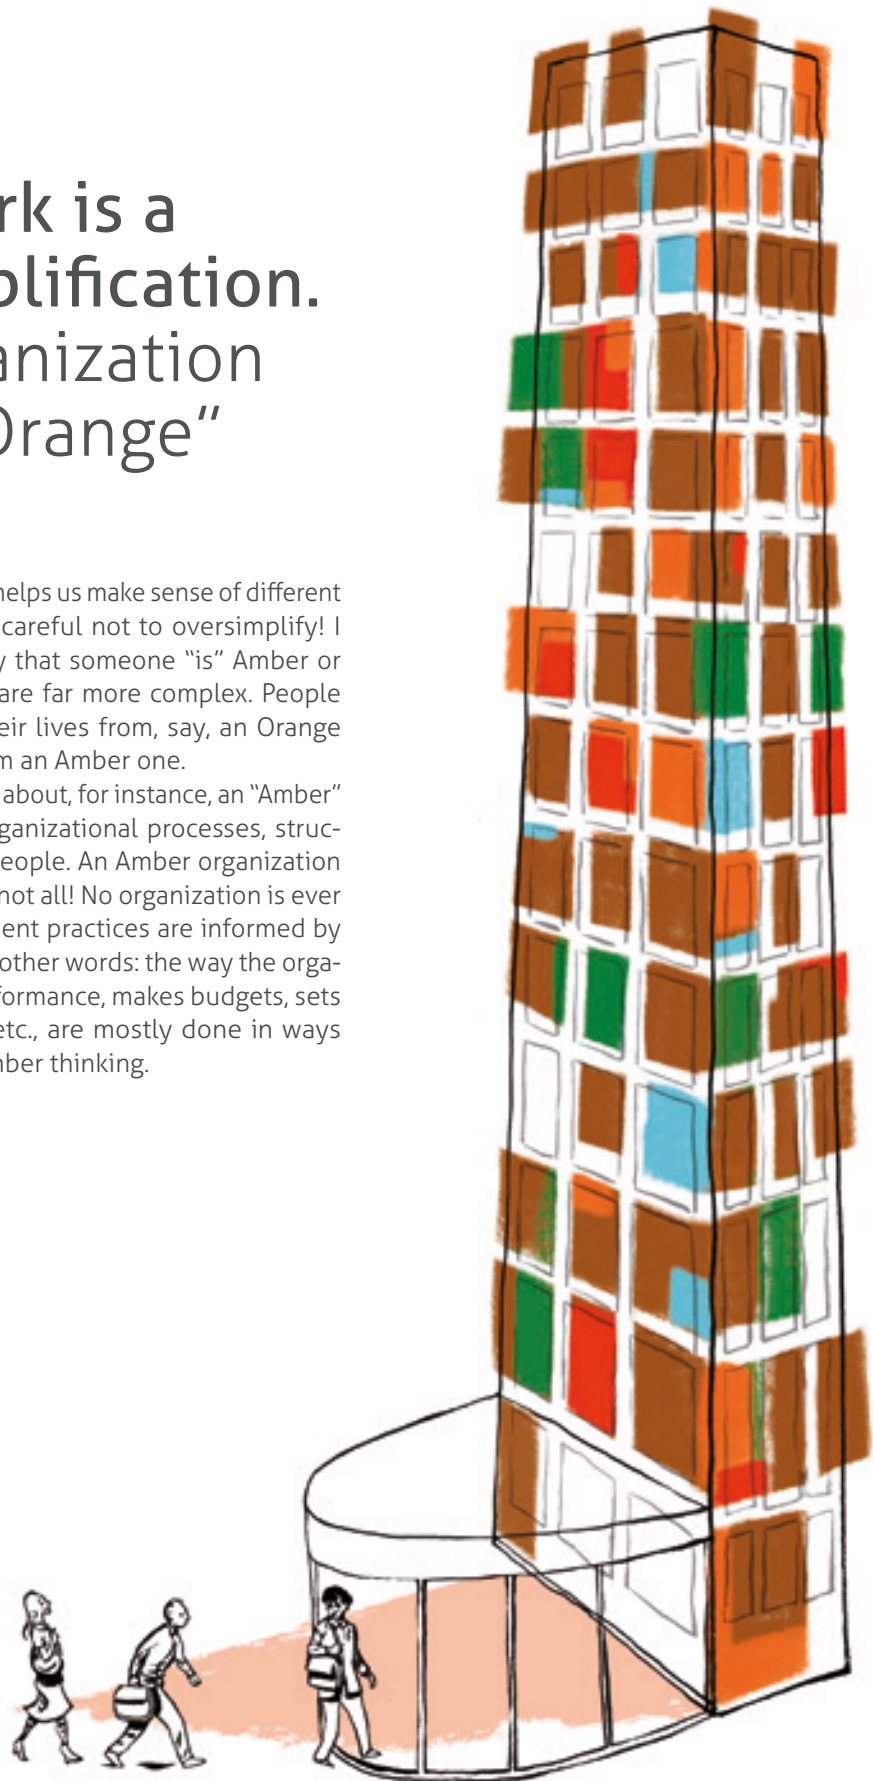 rk is a
plification.
anization
Orange”
helps us make sense of different
careful not to oversimplify! I
y that someone “is” Amber or
are far more complex. People
eir lives from, say, an Orange
m an Amber one.
about, for instance, an “Amber”
ganizational processes, struc-
eople. An Amber organization
not all! No organization is ever
ent practices are informed by
other words: the way the orga-
formance, makes budgets, sets
etc., are mostly done in ways
mber thinking.